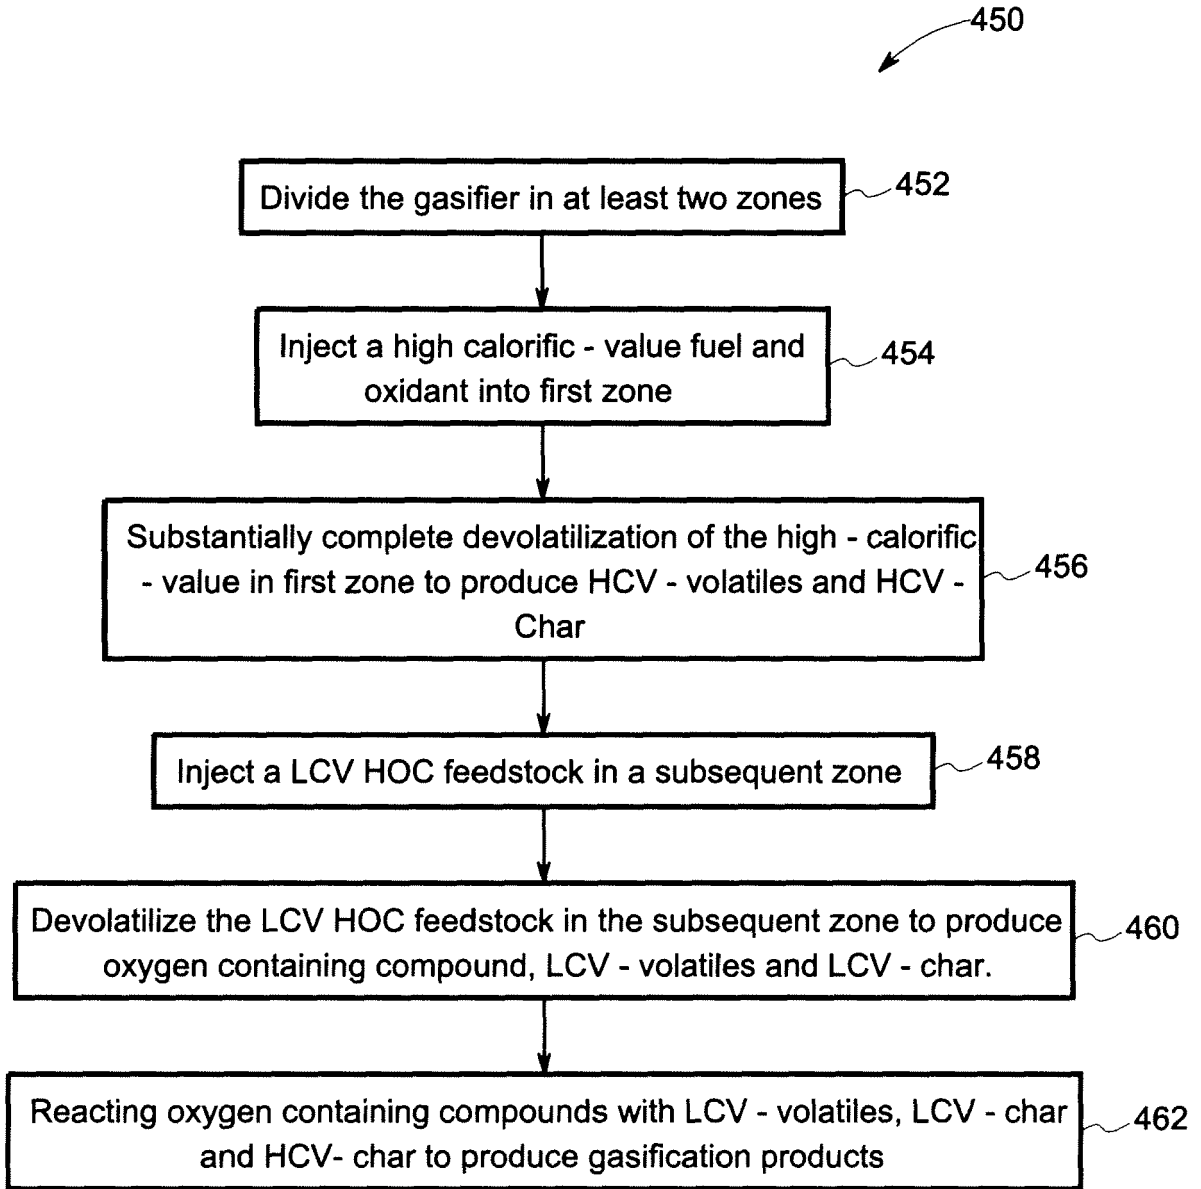 450
Divide the gasifier in at least two zones
452
Inject a high calorific - value fuel and
oxidant into first zone
454
Substantially complete devolatilization of the high - calorific
- value in first zone to produce HCV - volatiles and HCV -
Char
456
Inject a LCV HOC feedstock in a subsequent zone
458
Devolatilize the LCV HOC feedstock in the subsequent zone to produce
oxygen containing compound, LCV - volatiles and LCV - char.
460
Reacting oxygen containing compounds with LCV - volatiles, LCV - char
and HCV- char to produce gasification products
462